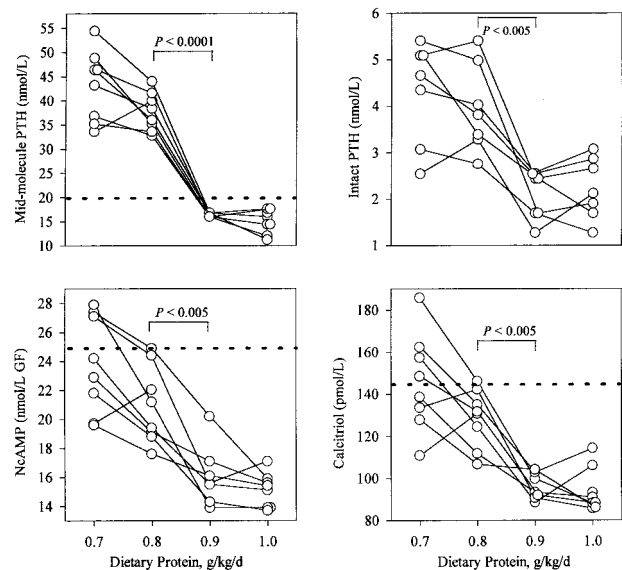 Mid-molecule PTH (nmol/L)
55
50
45
40
35
30
25
20
15
10
P < 0.0001
Intact PTH (pmol/L)
6
5
4
3
2
1
P < 0.005
NcAMP (nmol/L GF)
28
26
24
22
20
18
16
14
P < 0.005
0.7 0.8 0.9 1.0
Dietary Protein, g/kg/d
Calcitriol (pmol/L)
180
160
140
120
100
80
P < 0.005
0.7 0.8 0.9 1.0
Dietary Protein, g/kg/d